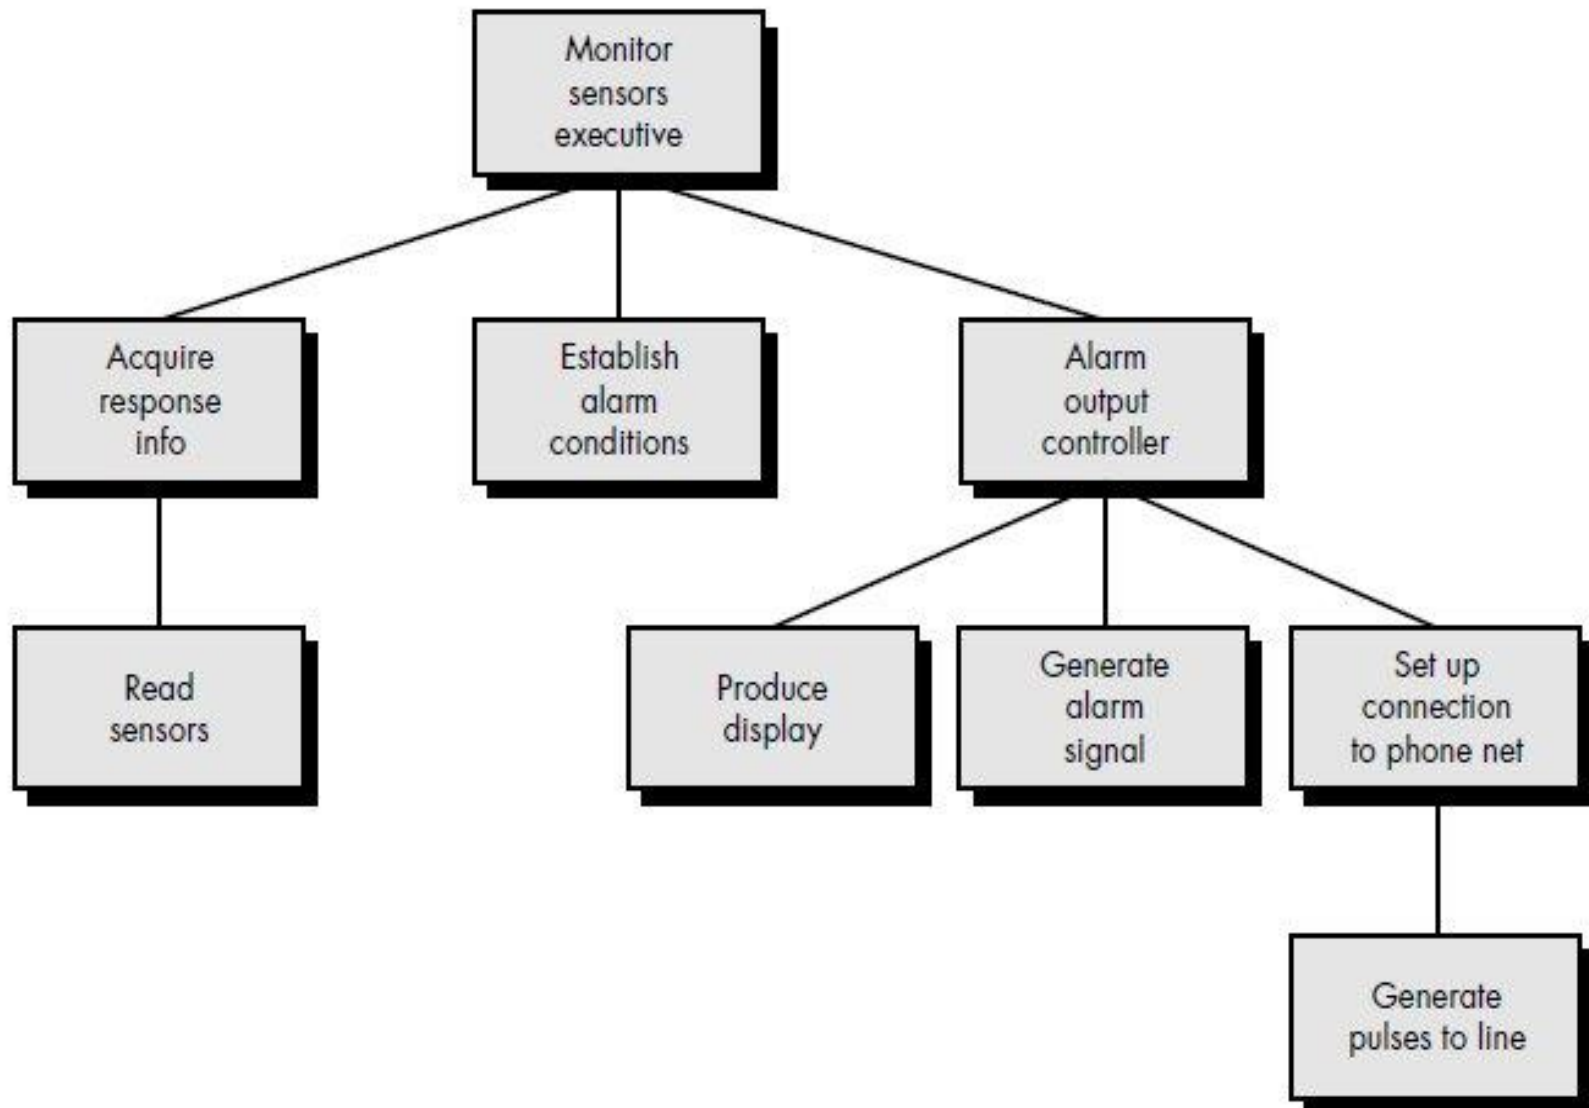 Monitor
sensors
executive
Acquire
response
info
Establish
alarm
conditions
Alarm
output
controller
Read
sensors
Produce
display
Generate
alarm
signal
Set up
connection
to phone net
Generate
pulses to line